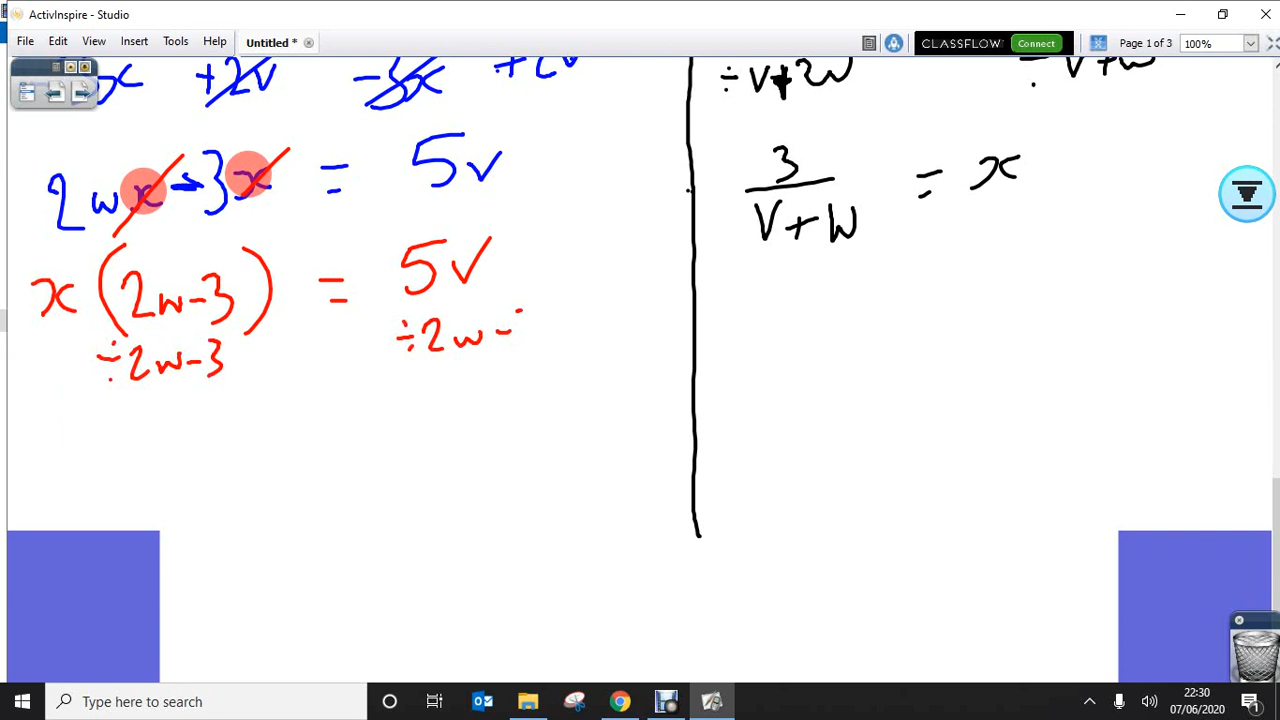 ActivInspire - Studio
File Edit View Insert Tools Help Untitled * CLASSFLOW Connect Page 1 of 3 100%
x +2v -3x +2v
2wx - 3x = 5v
x(2w-3) = 5v
÷2w-3 ÷2w-
÷v+2w ÷v+w
3
v+w = x
Type here to search
22:30
07/06/2020
1